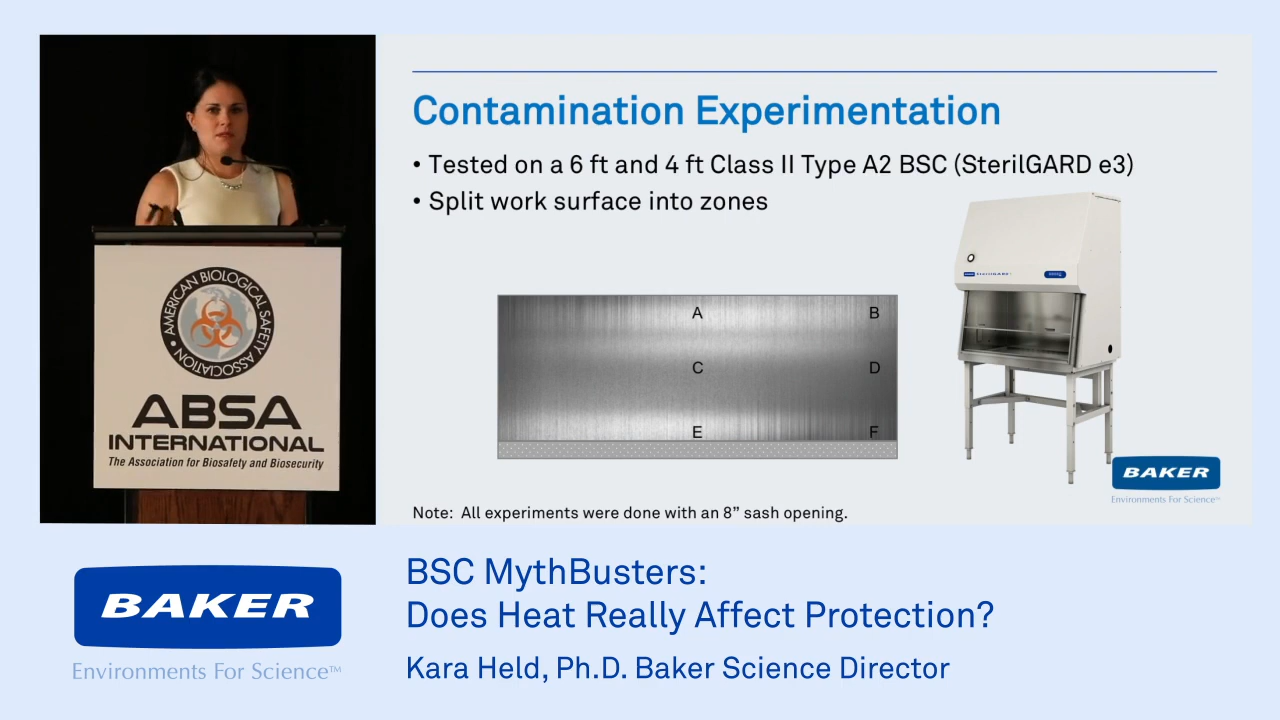 Contamination Experimentation
• Tested on a 6 ft and 4 ft Class II Type A2 BSC (SterilGARD e3)
• Split work surface into zones
A
B
C
D
E
F
BAKER
Environments For Science™
Note: All experiments were done with an 8” sash opening.
AMERICAN BIOLOGICAL SAFETY ASSOCIATION •
ABSA
INTERNATIONAL
The Association for Biosafety and Biosecurity
BAKER
Environments For Science™
BSC MythBusters:
Does Heat Really Affect Protection?
Kara Held, Ph.D. Baker Science Director